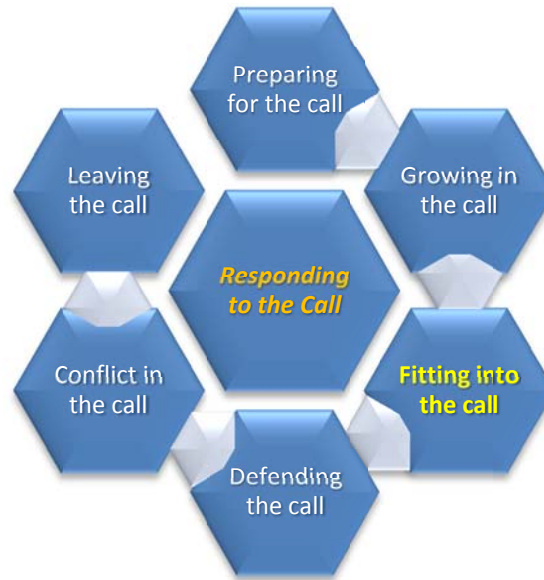 Preparing
for the call
Growing in
the call
Fitting into
the call
Defending
the call
Conflict in
the call
Leaving
the call
Responding
to the Call